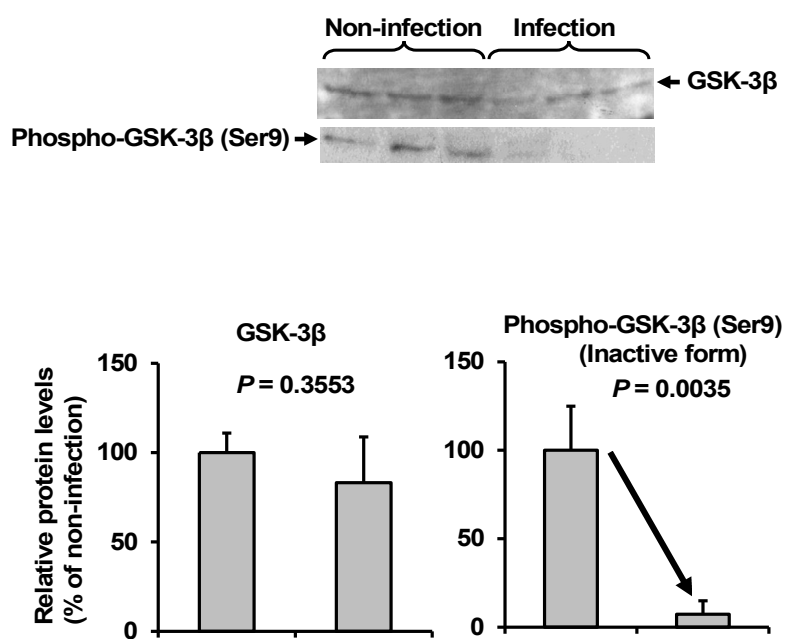 Non-infection Infection
GSK-3β
Phospho-GSK-3β (Ser9)
GSK-3β
P = 0.3553
150
100
50
0
Relative protein levels
(% of non-infection)
Phospho-GSK-3β (Ser9)
(Inactive form)
P = 0.0035
150
100
50
0